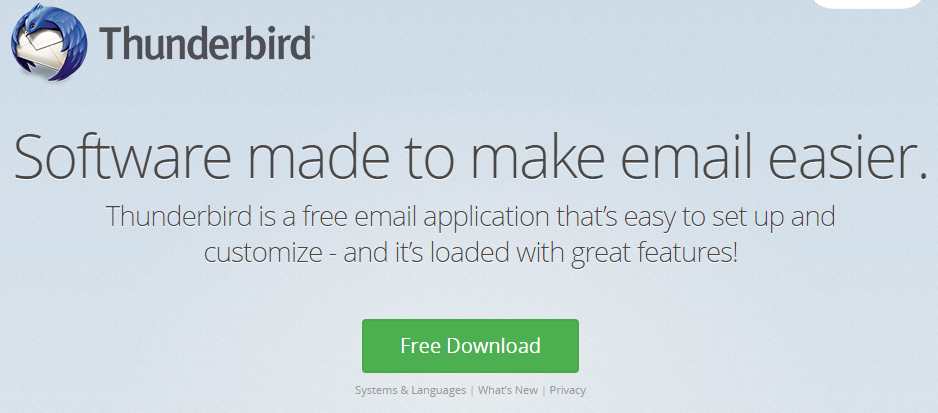 Thunderbird
Software made to make email easier.
Thunderbird is a free email application that's easy to set up and
customize - and it's loaded with great features!
Free Download
Systems & Languages | What's New | Privacy